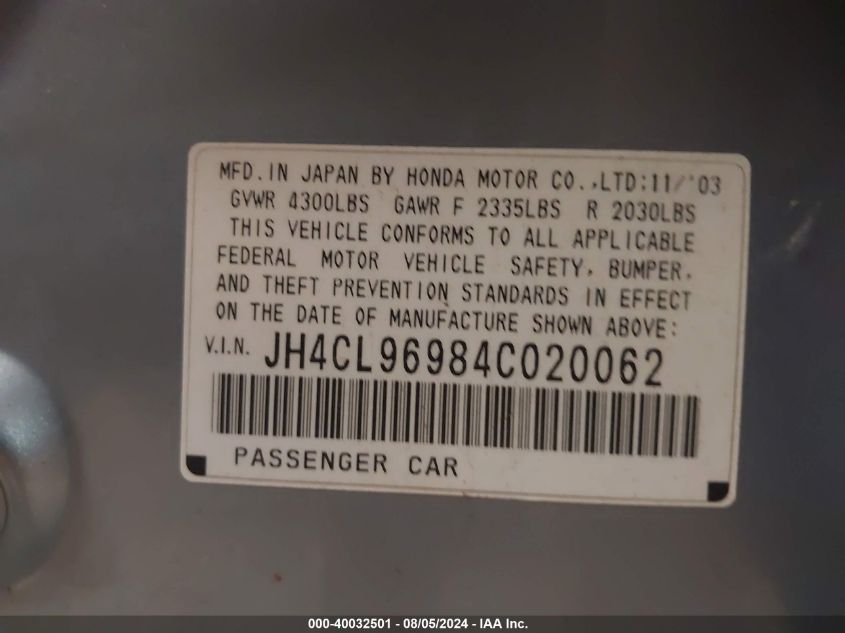 MFD. IN JAPAN BY HONDA MOTOR CO., LTD: 11/'03
GVWR 4300LBS GAWR F 2335LBS R 2030LBS
THIS VEHICLE CONFORMS TO ALL APPLICABLE
FEDERAL MOTOR VEHICLE SAFETY, BUMPER,
AND THEFT PREVENTION STANDARDS IN EFFECT
ON THE DATE OF MANUFACTURE SHOWN ABOVE:
V.I.N. JH4CL96984C020062
PASSENGER CAR
000-40032501 - 08/05/2024 - IAA Inc.